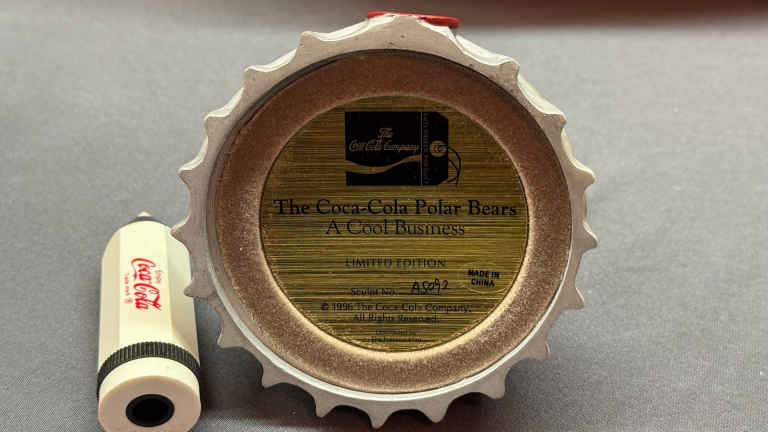 The
Coca-Cola Company
The Coca-Cola Polar Bears
A Cool Business
LIMITED EDITION
MADE IN
CHINA
Sculpt No. A5092
© 1996 The Coca-Cola Company.
All Rights Reserved.
Enjoy
Coca-Cola